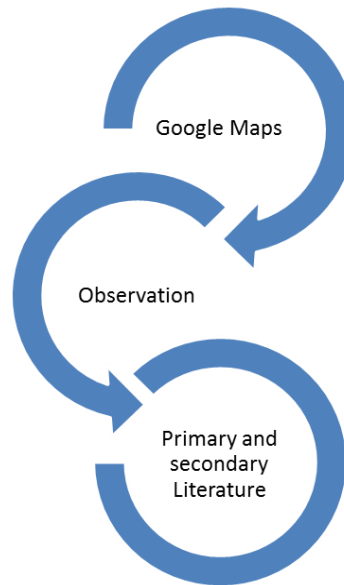 Google Maps
Observation
Primary and
secondary
Literature